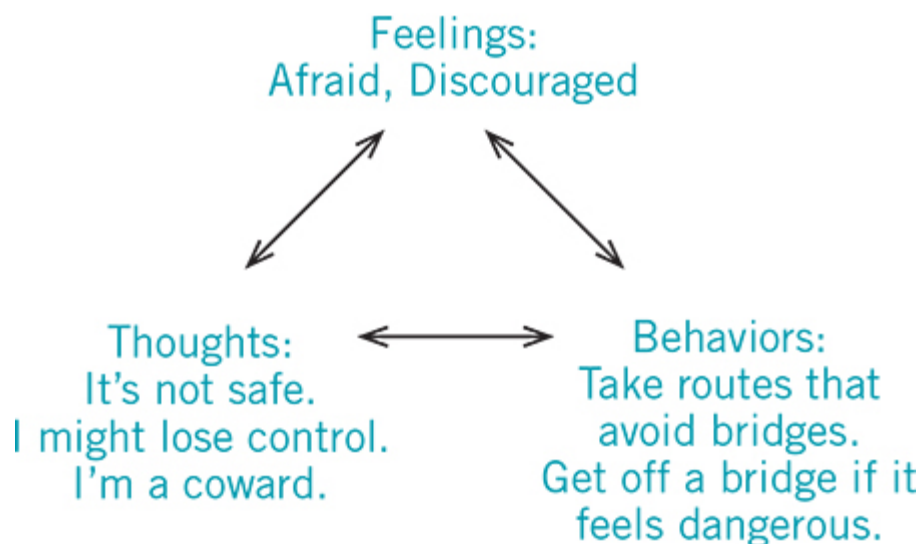 Feelings:
Afraid, Discouraged
Thoughts:
It's not safe.
I might lose control.
I'm a coward.
Behaviors:
Take routes that
avoid bridges.
Get off a bridge if it
feels dangerous.